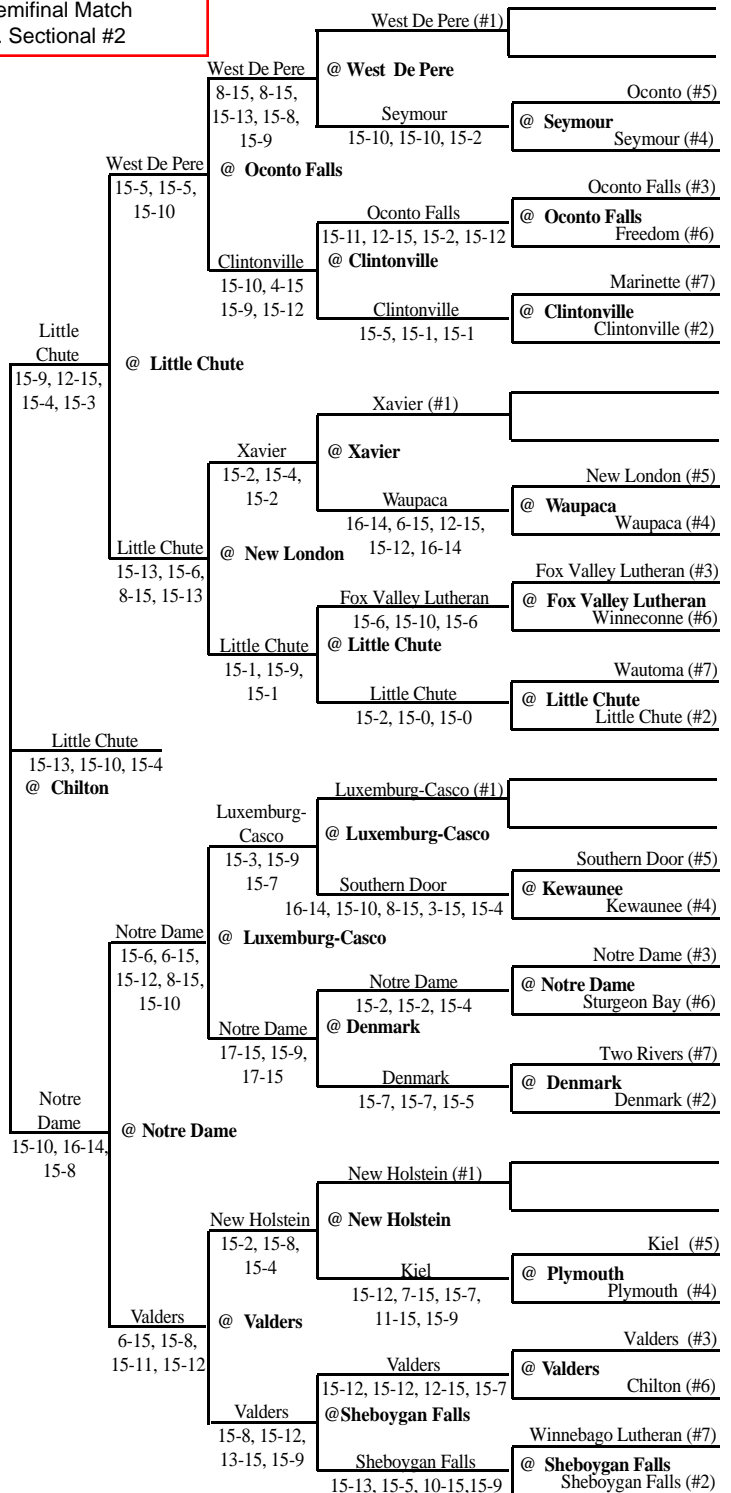 emifinal Match
. Sectional #2
West De Pere (#1)
@ West De Pere
West De Pere
8-15, 8-15,
15-13, 15-8,
15-9
Oconto (#5)
@ Seymour
Seymour (#4)
Seymour
15-10, 15-10, 15-2
West De Pere
15-5, 15-5,
15-10
@ Oconto Falls
Oconto Falls (#3)
@ Oconto Falls
Freedom (#6)
Oconto Falls
15-11, 12-15, 15-2, 15-12
@ Clintonville
Clintonville
15-10, 4-15
15-9, 15-12
Marinette (#7)
@ Clintonville
Clintonville (#2)
Clintonville
15-5, 15-1, 15-1
Little
Chute
15-9, 12-15,
15-4, 15-3
@ Little Chute
Xavier (#1)
@ Xavier
Xavier
15-2, 15-4,
15-2
New London (#5)
@ Waupaca
Waupaca (#4)
Waupaca
16-14, 6-15, 12-15,
15-12, 16-14
Little Chute
15-13, 15-6,
8-15, 15-13
@ New London
Fox Valley Lutheran (#3)
@ Fox Valley Lutheran
Winneconne (#6)
Fox Valley Lutheran
15-6, 15-10, 15-6
@ Little Chute
Little Chute
15-1, 15-9,
15-1
Wautoma (#7)
@ Little Chute
Little Chute (#2)
Little Chute
15-2, 15-0, 15-0
Little Chute
15-13, 15-10, 15-4
@ Chilton
Luxemburg-Casco (#1)
@ Luxemburg-Casco
Luxemburg-
Casco
15-3, 15-9
15-7
Southern Door (#5)
@ Kewaunee
Kewaunee (#4)
Southern Door
16-14, 15-10, 8-15, 3-15, 15-4
Notre Dame
15-6, 6-15,
15-12, 8-15,
15-10
@ Luxemburg-Casco
Notre Dame (#3)
@ Notre Dame
Sturgeon Bay (#6)
Notre Dame
15-2, 15-2, 15-4
@ Denmark
Notre Dame
17-15, 15-9,
17-15
Two Rivers (#7)
@ Denmark
Denmark (#2)
Denmark
15-7, 15-7, 15-5
Notre
Dame
15-10, 16-14,
15-8
@ Notre Dame
New Holstein (#1)
@ New Holstein
New Holstein
15-2, 15-8,
15-4
Kiel (#5)
@ Plymouth
Plymouth (#4)
Kiel
15-12, 7-15, 15-7,
11-15, 15-9
Valders
6-15, 15-8,
15-11, 15-12
@ Valders
Valders (#3)
@ Valders
Chilton (#6)
Valders
15-12, 15-12, 12-15, 15-7
@Sheboygan Falls
Valders
15-8, 15-12,
13-15, 15-9
Winnebago Lutheran (#7)
@ Sheboygan Falls
Sheboygan Falls (#2)
Sheboygan Falls
15-13, 15-5, 10-15,15-9